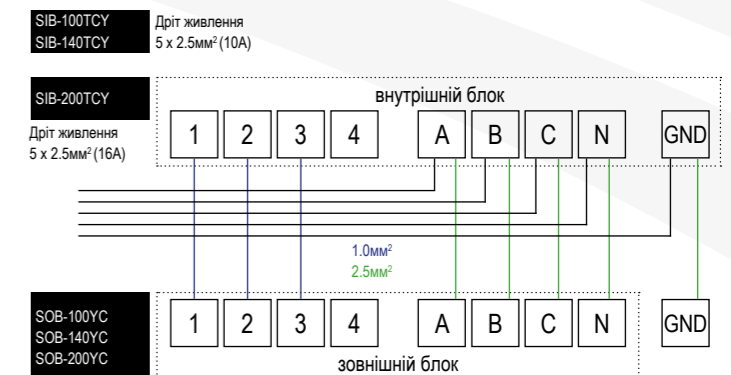 SIB-100TCY
SIB-140TCY
Дріт живлення
5 x 2.5мм² (10А)
SIB-200TCY
Дріт живлення
5 x 2.5мм² (16А)
внутрішній блок
1 2 3 4 A B C N GND
1.0мм²
2.5мм²
SOB-100YC
SOB-140YC
SOB-200YC
1 2 3 4 A B C N GND
зовнішній блок